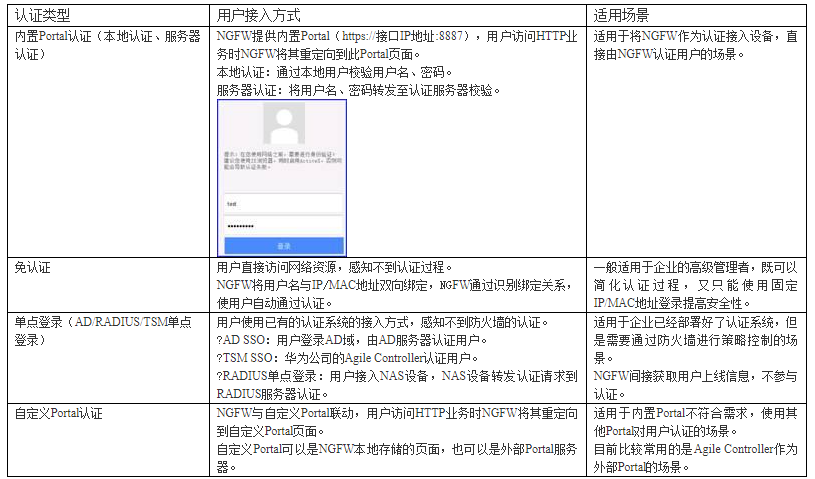 认证类型
用户接入方式
适用场景
内置Portal认证（本地认证、服务器
认证）
NGFW提供内置Portal（https://接口IP地址:8887），用户访问HTTP业
务时NGFW将其重定向到此Portal页面。
本地认证：通过本地用户校验用户名、密码。
服务器认证：将用户名、密码转发至认证服务器校验。
test
登录
适用于将NGFW作为认证接入设备，直
接由NGFW认证用户的场景。
免认证
用户直接访问网络资源，感知不到认证过程。
NGFW将用户名与IP/MAC地址双向绑定，NGFW通过识别绑定关系，
使用户自动通过认证。
一般适用于企业的高级管理者，既可以
简化认证过程，又只能使用固定
IP/MAC地址登录提高安全性。
单点登录（AD/RADIUS/TSM单点
登录）
用户使用已有的认证系统的接入方式，感知不到防火墙的认证。
?AD SSO：用户登录AD域，由AD服务器认证用户。
?TSM SSO：华为公司的Agile Controller认证用户。
?RADIUS单点登录：用户接入NAS设备，NAS设备转发认证请求到
RADIUS服务器认证。
适用于企业已经部署好了认证系统，但
是需要通过防火墙进行策略控制的场
景。
NGFW间接获取用户上线信息，不参与
认证。
自定义Portal认证
NGFW与自定义Portal联动，用户访问HTTP业务时NGFW将其重定向
到自定义Portal页面。
自定义Portal可以是NGFW本地存储的页面，也可以是外部Portal服务
器。
适用于内置Portal不符合需求，使用其
他Portal对用户认证的场景。
目前比较常用的是Agile Controller作为
外部Portal的场景。